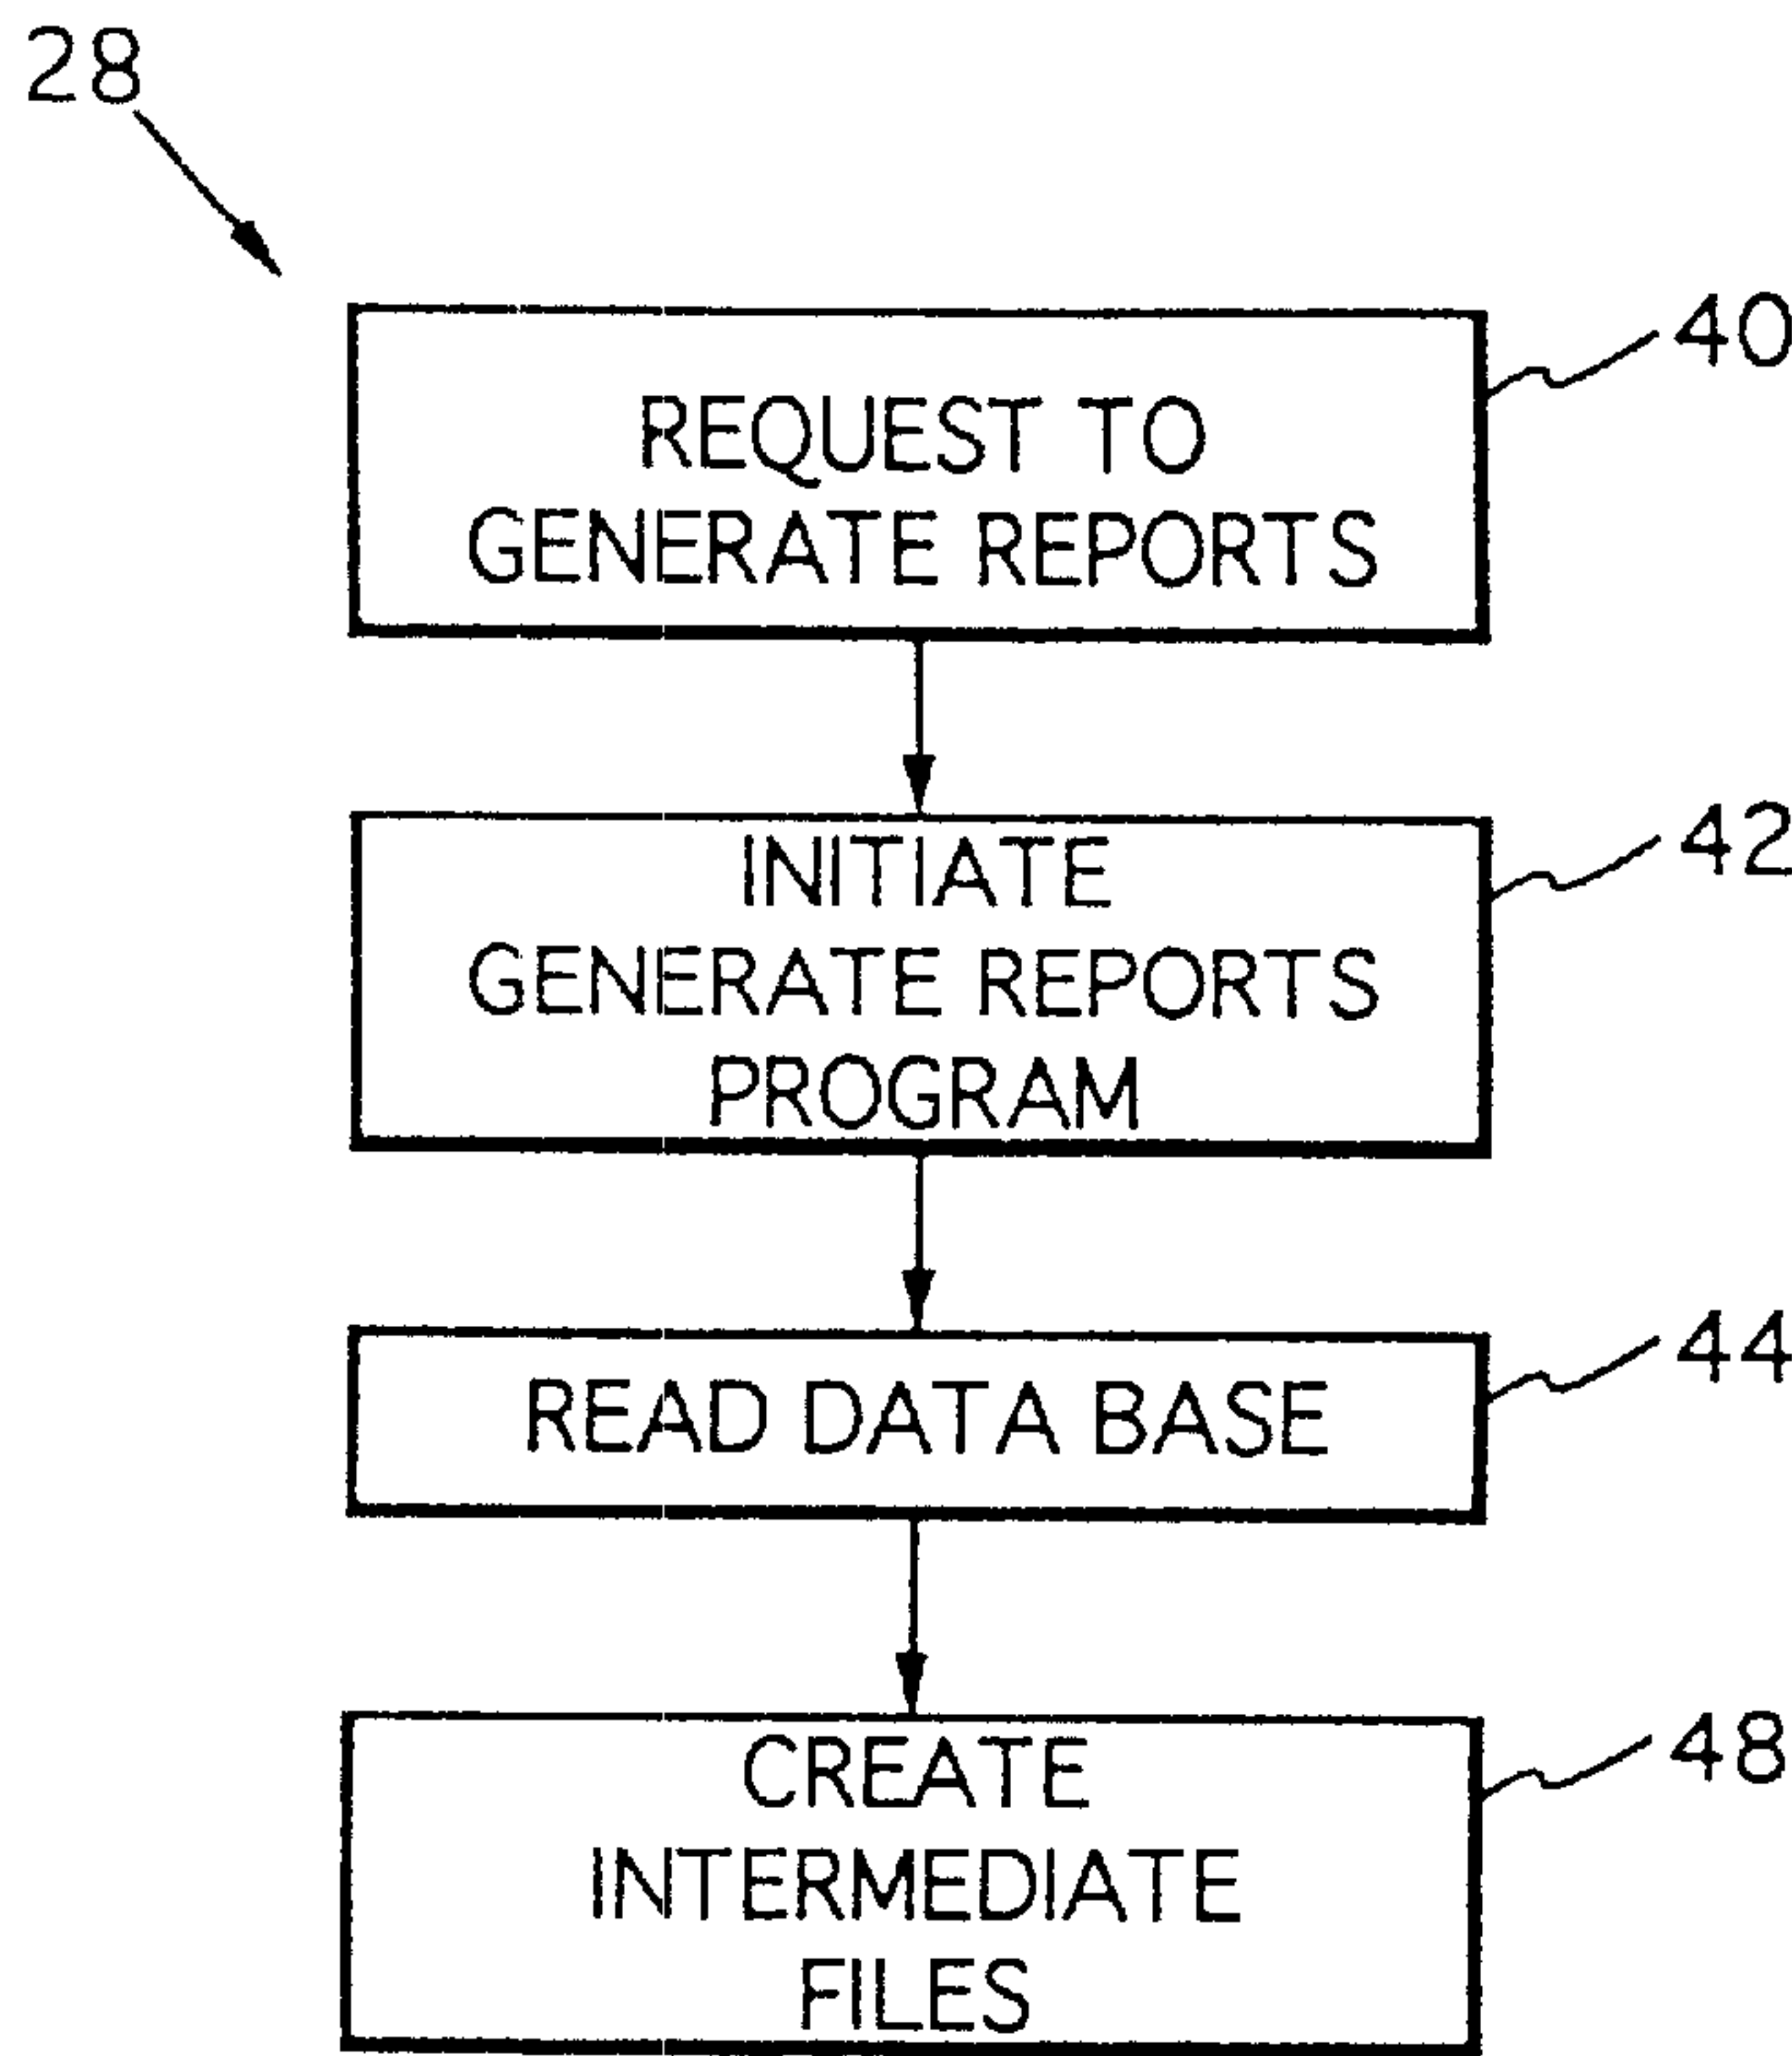 28
40
REQUEST TO
GENERATE REPORTS
42
INITIATE
GENERATE REPORTS
PROGRAM
44
READ DATA BASE
48
CREATE
INTERMEDIATE
FILES